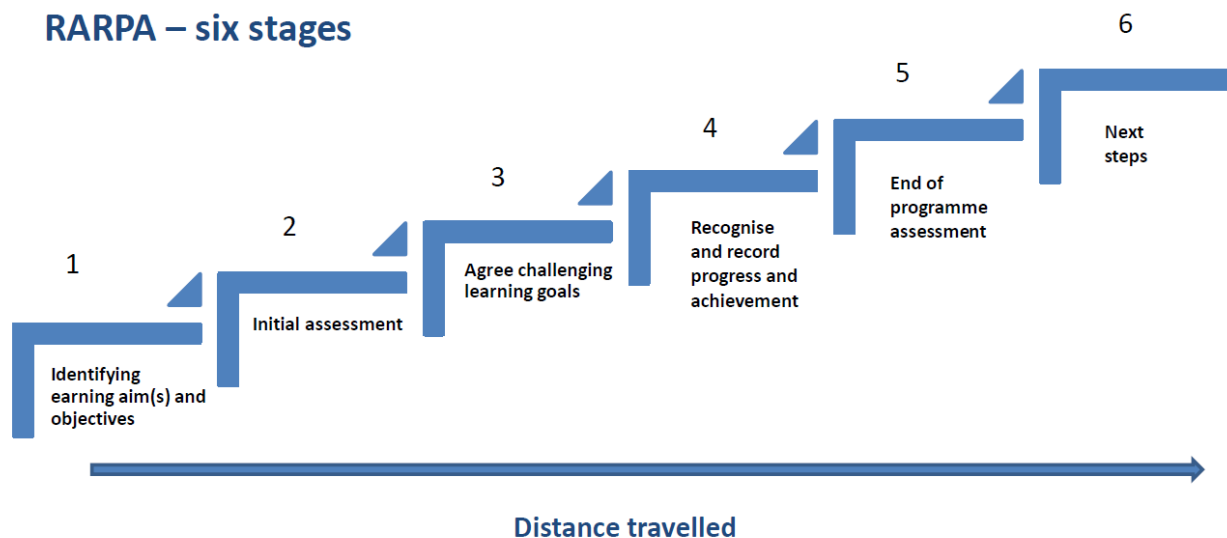 RARPA – six stages
1
Identifying
earning aim(s) and
objectives
2
Initial assessment
3
Agree challenging
learning goals
4
Recognise
and record
progress and
achievement
5
End of
programme
assessment
6
Next
steps
Distance travelled